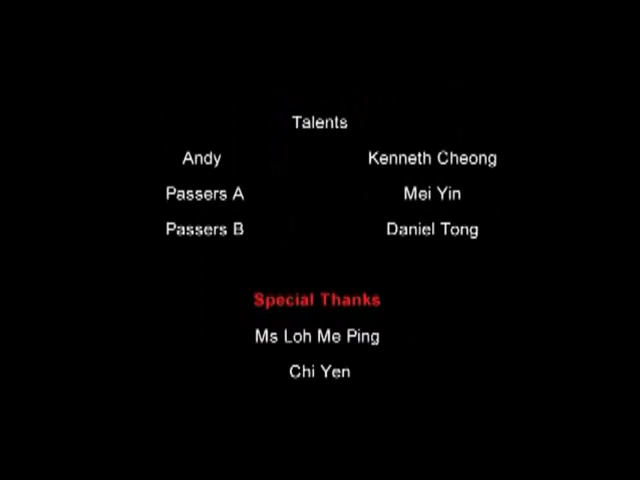 Talents
Andy Kenneth Cheong
Passers A Mei Yin
Passers B Daniel Tong
Special Thanks
Ms Loh Me Ping
Chi Yen